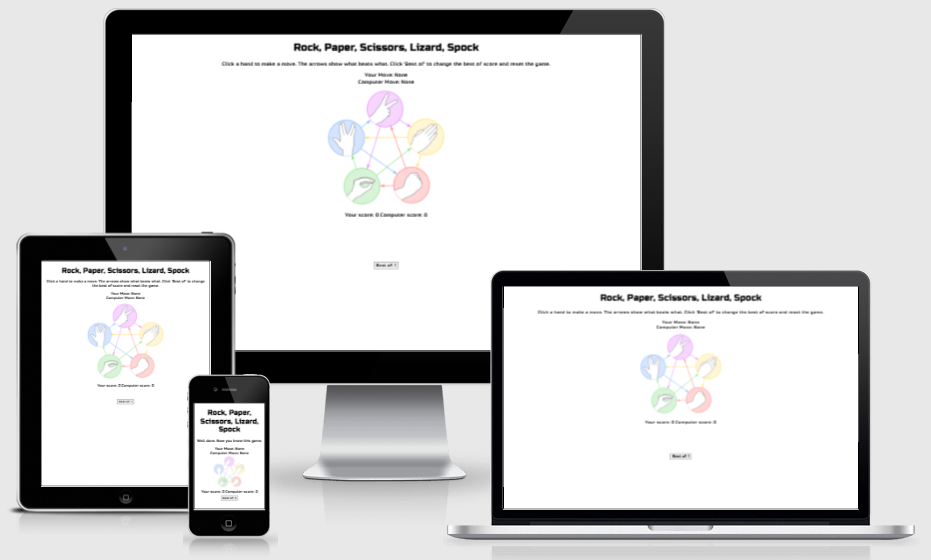 Rock, Paper, Scissors, Lizard, Spock
Click a hand to make a move. The arrows show what beats what. Click 'Best of' to change the best of score and reset the game.
Your Move: None
Computer Move: None
Your score: 0 Computer score: 0
Best of: 1
Rock, Paper, Scissors, Lizard, Spock
Click a hand to make a move. The arrows show what beats what. Click 'Best of' to change
the best of score and reset the game.
Your Move: None
Computer Move: None
Your score: 0 Computer score: 0
Best of: 1
Rock, Paper,
Scissors, Lizard,
Spock
Well done. Now you know this game.
Your Move: None
Computer Move: None
Your score: 0 Computer score: 0
Rock, Paper, Scissors, Lizard, Spock
Click a hand to make a move. The arrows show what beats what. Click 'Best of' to change the best of score and reset the game.
Your Move: None
Computer Move: None
Your score: 0 Computer score: 0
Best of: 1